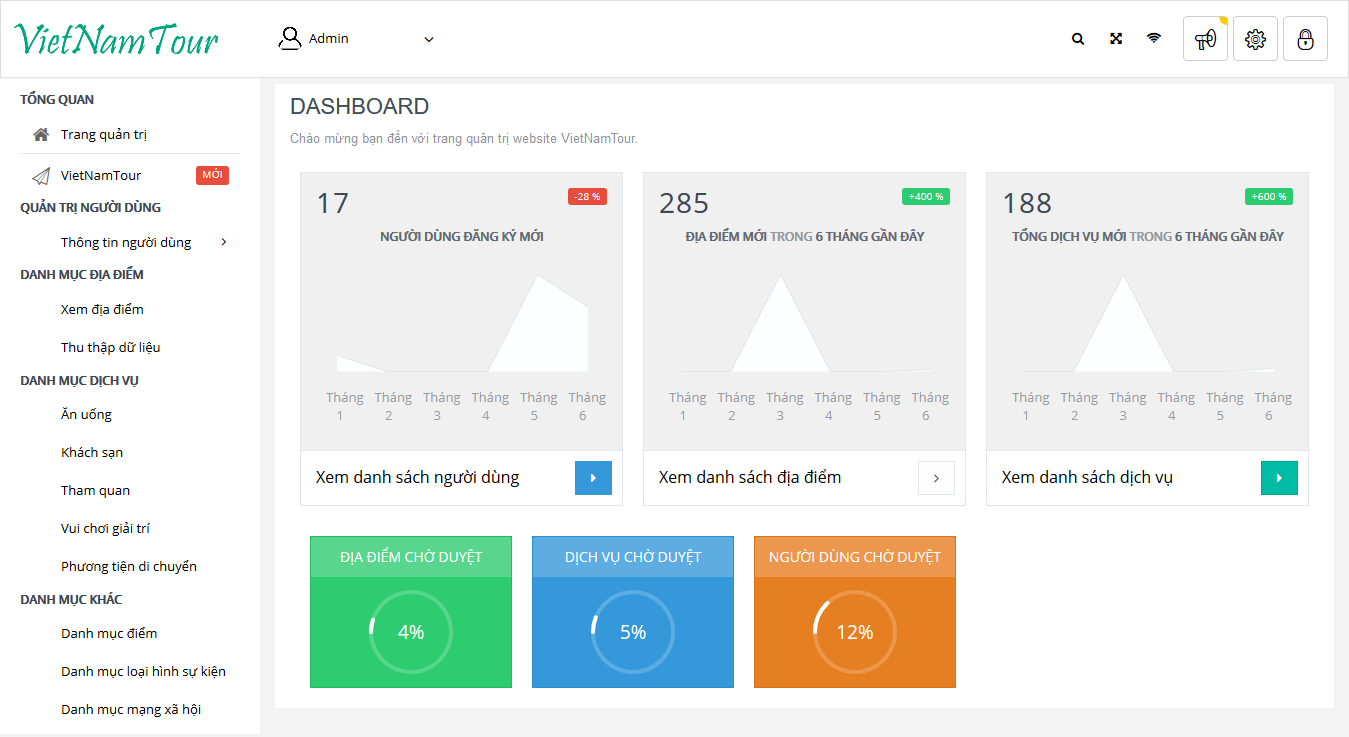 VietNamTour
Admin
TỔNG QUAN
Trang quản trị
VietNamTour
MỚI
QUẢN TRỊ NGƯỜI DÙNG
Thông tin người dùng
DANH MỤC ĐỊA ĐIỂM
Xem địa điểm
Thu thập dữ liệu
DANH MỤC DỊCH VỤ
Ăn uống
Khách sạn
Tham quan
Vui chơi giải trí
Phương tiện di chuyển
DANH MỤC KHÁC
Danh mục điểm
Danh mục loại hình sự kiện
Danh mục mạng xã hội
DASHBOARD
Chào mừng bạn đến với trang quản trị website VietNamTour.
17
-28 %
NGƯỜI DÙNG ĐĂNG KÝ MỚI
Tháng 1
Tháng 2
Tháng 3
Tháng 4
Tháng 5
Tháng 6
Xem danh sách người dùng
285
+400 %
ĐỊA ĐIỂM MỚI TRONG 6 THÁNG GẦN ĐÂY
Tháng 1
Tháng 2
Tháng 3
Tháng 4
Tháng 5
Tháng 6
Xem danh sách địa điểm
188
+600 %
TỔNG DỊCH VỤ MỚI TRONG 6 THÁNG GẦN ĐÂY
Tháng 1
Tháng 2
Tháng 3
Tháng 4
Tháng 5
Tháng 6
Xem danh sách dịch vụ
ĐỊA ĐIỂM CHỜ DUYỆT
4%
DỊCH VỤ CHỜ DUYỆT
5%
NGƯỜI DÙNG CHỜ DUYỆT
12%